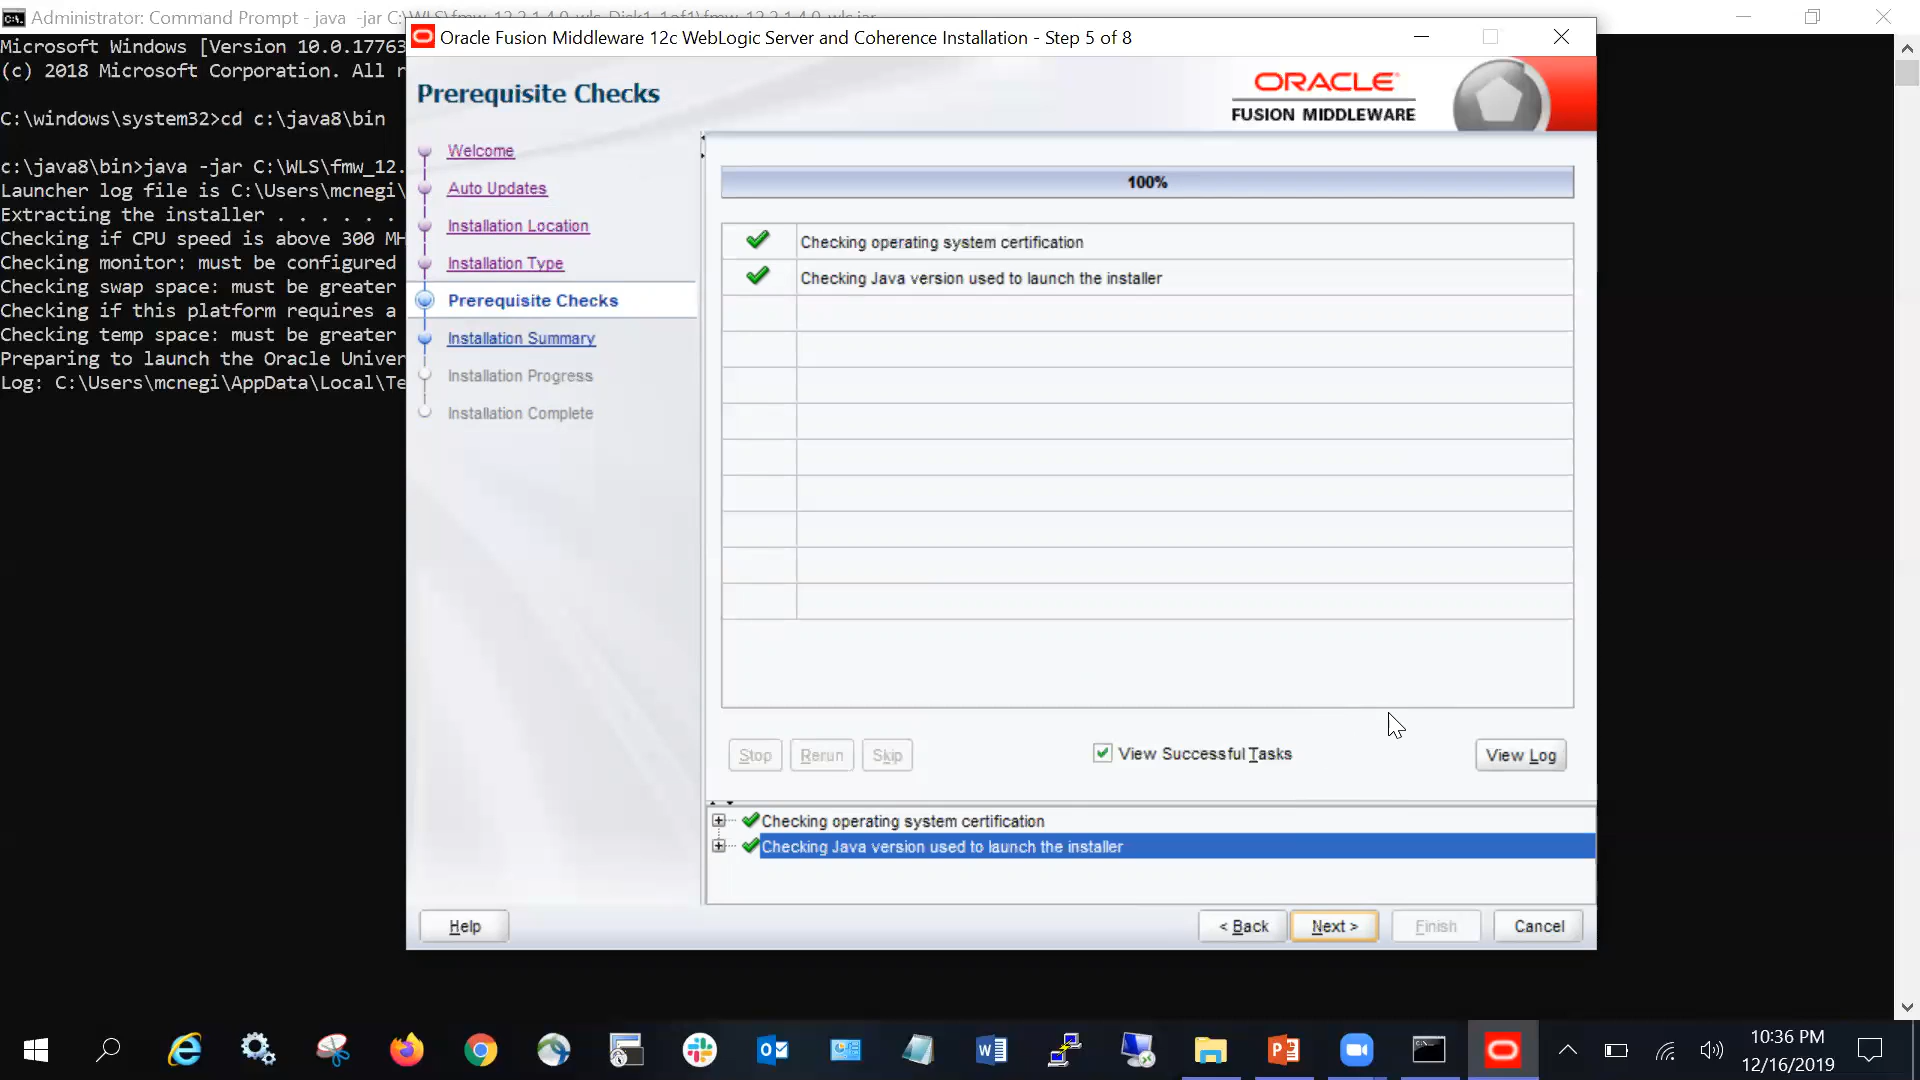 Administrator: Command Prompt - java -jar C:\WLS\fmw_12.2.1.4.0_wls_Disk1_1of1\fmw_12.2.1.4.0_wls.jar
Microsoft Windows [Version 10.0.17763
(c) 2018 Microsoft Corporation. All r
C:\windows\system32>cd c:\java8\bin
c:\java8\bin>java -jar C:\WLS\fmw_12.
Launcher log file is C:\Users\mcnegi\
Extracting the installer . . . . . .
Checking if CPU speed is above 300 MH
Checking monitor: must be configured
Checking swap space: must be greater
Checking if this platform requires a
Checking temp space: must be greater
Preparing to launch the Oracle Univer
Log: C:\Users\mcnegi\AppData\Local\Te
Oracle Fusion Middleware 12c WebLogic Server and Coherence Installation - Step 5 of 8
Prerequisite Checks
ORACLE
FUSION MIDDLEWARE
Welcome
Auto Updates
Installation Location
Installation Type
Prerequisite Checks
Installation Summary
Installation Progress
Installation Complete
100%
Checking operating system certification
Checking Java version used to launch the installer
Stop Rerun Skip View Successful Tasks View Log
Checking operating system certification
Checking Java version used to launch the installer
Help < Back Next > Finish Cancel
10:36 PM
12/16/2019